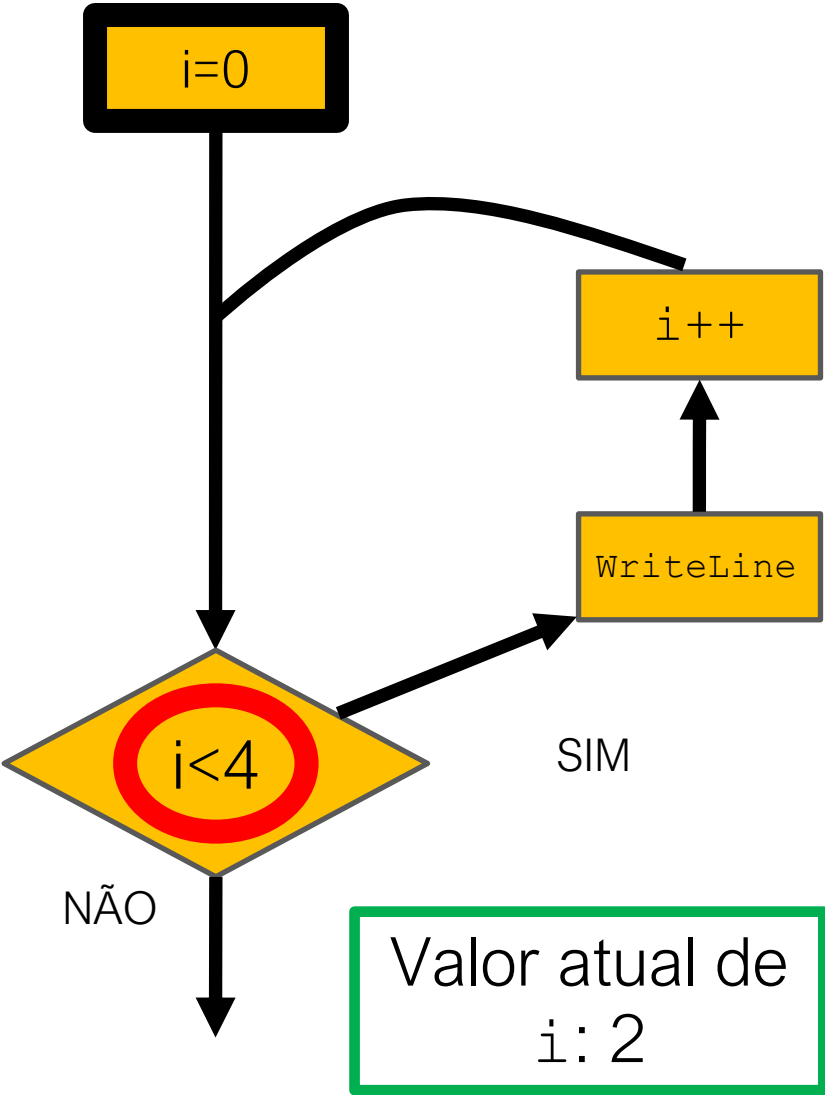 i=0
i++
WriteLine
i<4
SIM
NÃO
Valor atual de
i: 2